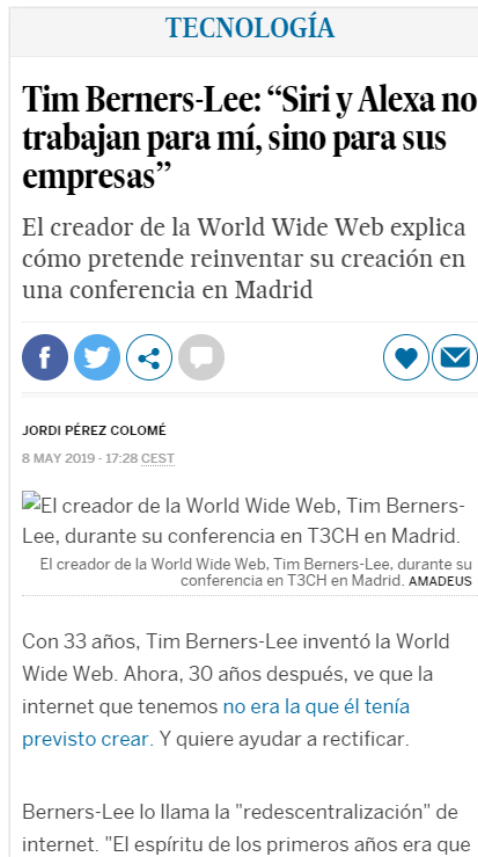 TECNOLOGÍA
Tim Berners-Lee: “Siri y Alexa no
trabajan para mí, sino para sus
empresas”
El creador de la World Wide Web explica
cómo pretende reinventar su creación en
una conferencia en Madrid
JORDI PÉREZ COLOMÉ
8 MAY 2019 - 17:28 CEST
El creador de la World Wide Web, Tim Berners-
Lee, durante su conferencia en T3CH en Madrid.
El creador de la World Wide Web, Tim Berners-Lee, durante su
conferencia en T3CH en Madrid. AMADEUS
Con 33 años, Tim Berners-Lee inventó la World
Wide Web. Ahora, 30 años después, ve que la
internet que tenemos no era la que él tenía
previsto crear. Y quiere ayudar a rectificar.
Berners-Lee lo llama la "redescentralización" de
internet. "El espíritu de los primeros años era que